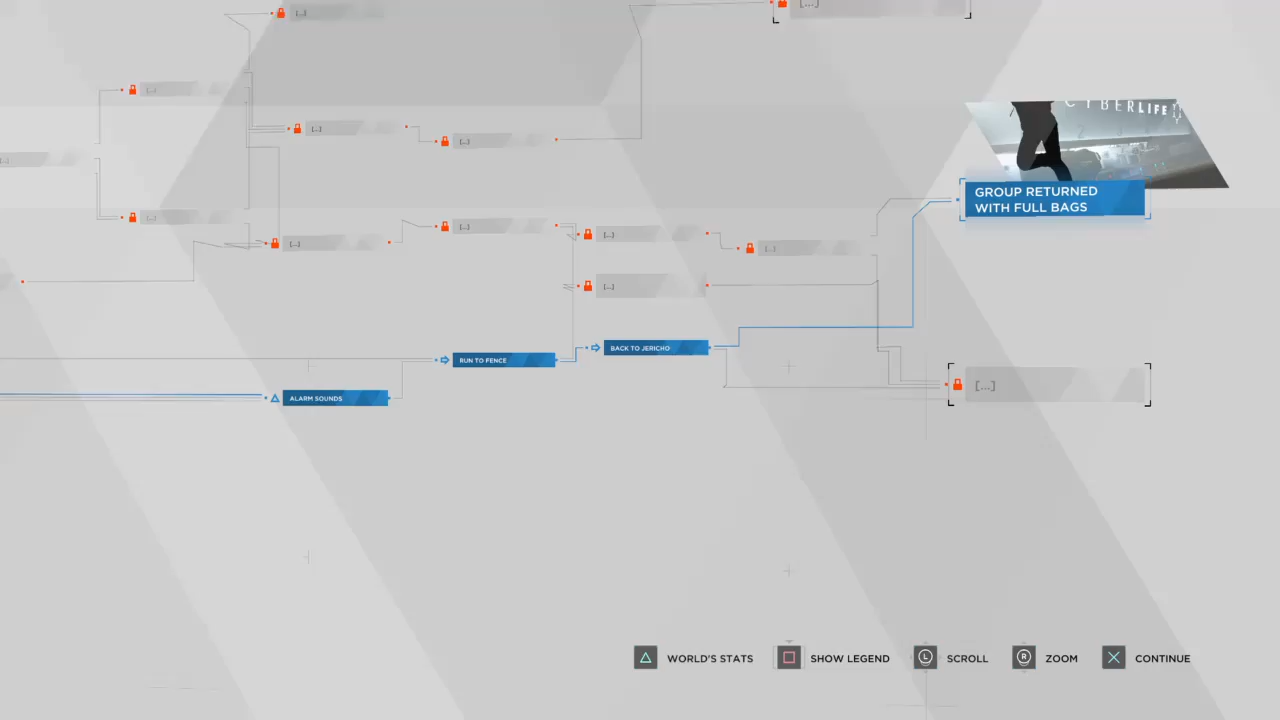 [...]
[...]
[...]
CYBERLIFE
[...]
[...]
[...]
GROUP RETURNED
WITH FULL BAGS
[...]
[...]
[...]
[...]
[...]
[...]
BACK TO JERICHO
RUN TO FENCE
[...]
ALARM SOUNDS
WORLD'S STATS
SHOW LEGEND
L
SCROLL
R
ZOOM
CONTINUE